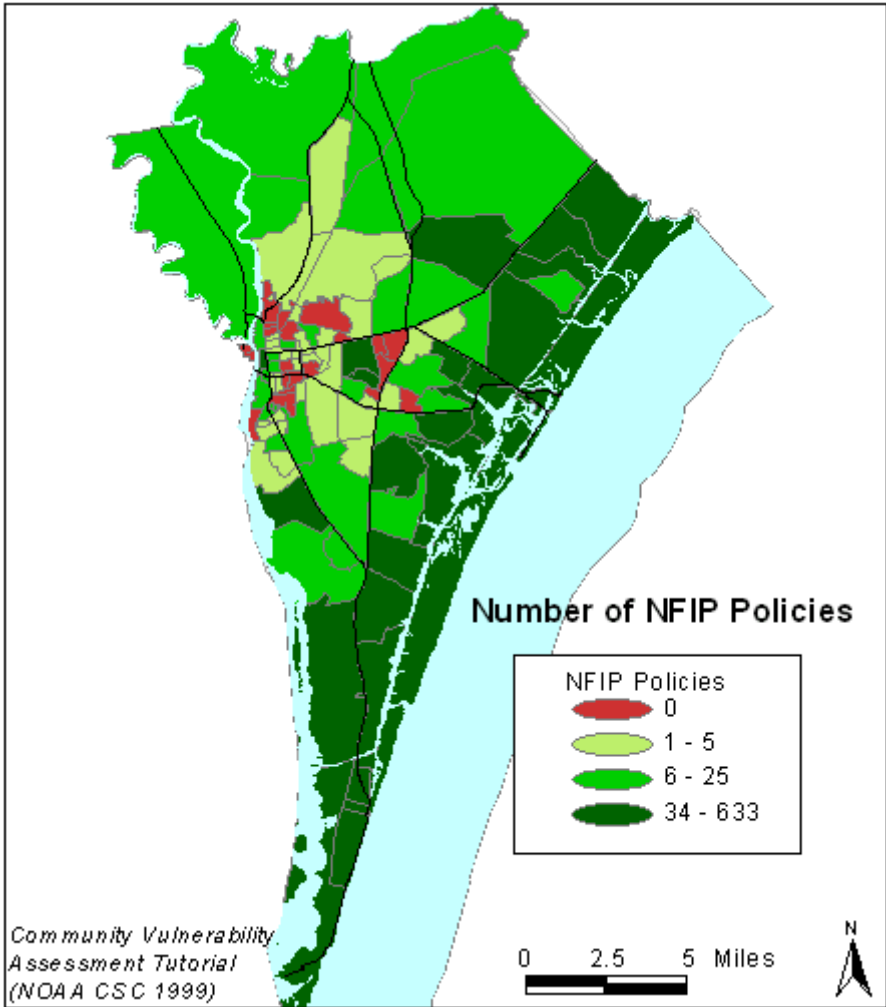 Number of NFIP Policies
NFIP Policies
0
1 - 5
6 - 25
34 - 633
Community Vulnerability
Assessment Tutorial
(NOAA CSC 1999)
0 2.5 5 Miles
N